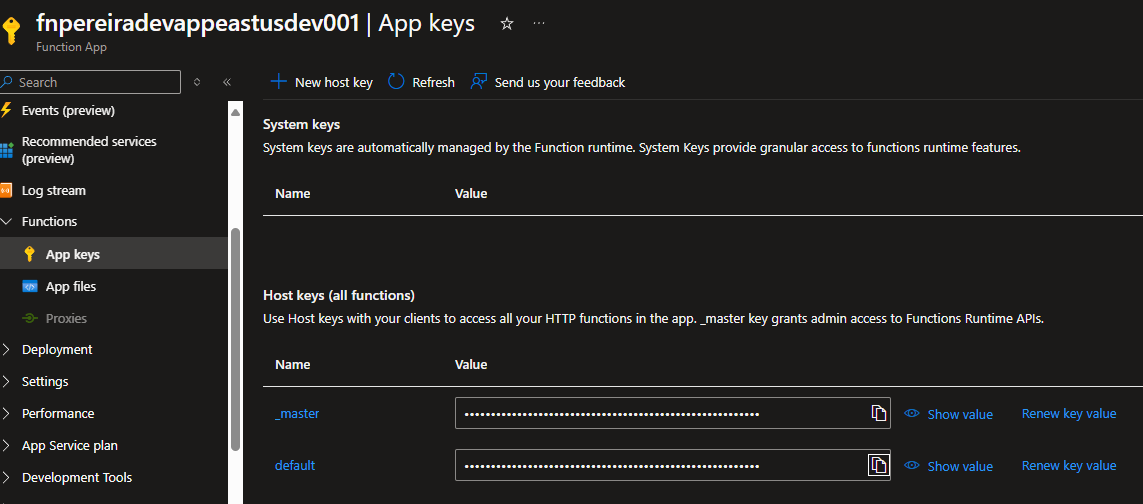 fnpereiradevappeastusdev001 | App keys
Function App
Search
New host key
Refresh
Send us your feedback
Events (preview)
Recommended services
(preview)
Log stream
Functions
App keys
App files
Proxies
Deployment
Settings
Performance
App Service plan
Development Tools
System keys
System keys are automatically managed by the Function runtime. System Keys provide granular access to functions runtime features.
Name Value
Host keys (all functions)
Use Host keys with your clients to access all your HTTP functions in the app. _master key grants admin access to Functions Runtime APIs.
Name Value
_master Show value Renew key value
default Show value Renew key value